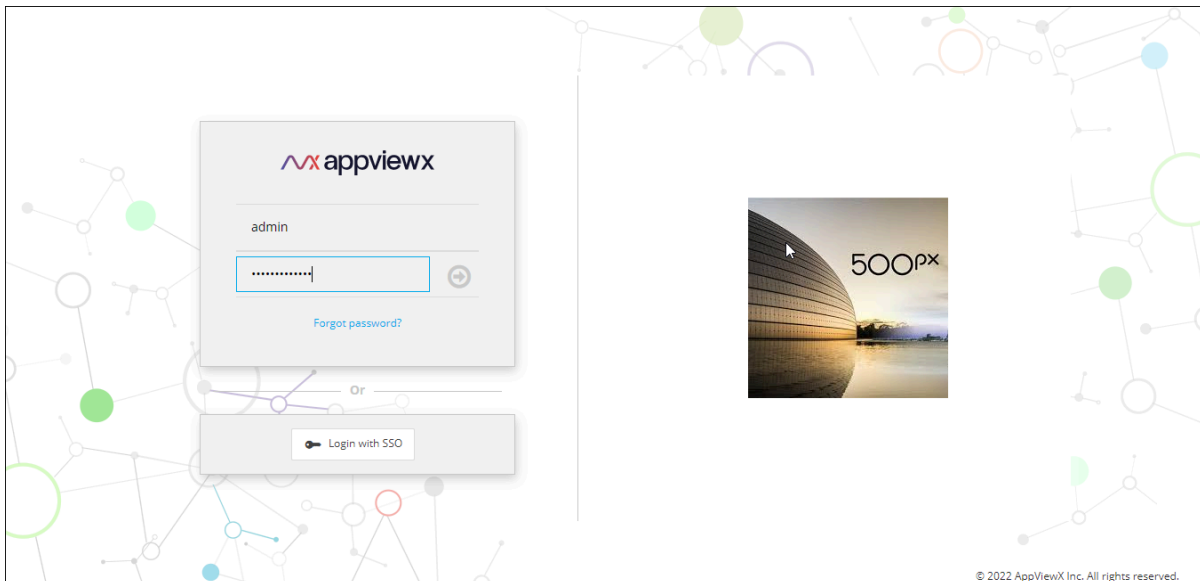 appviewx
admin
•••••••••••••
Forgot password?
Or
Login with SSO
500px
© 2022 AppViewX Inc. All rights reserved.